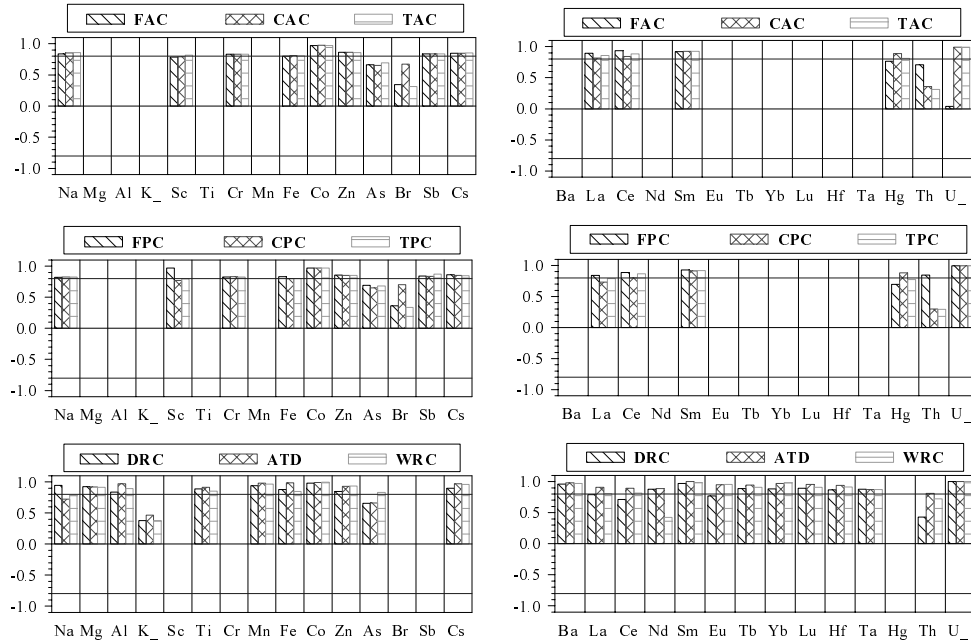 FAC CAC TAC
1.0
0.5
0.0
-0.5
-1.0
Na Mg Al K_ Sc Ti Cr Mn Fe Co Zn As Br Sb Cs
FAC CAC TAC
1.0
0.5
0.0
-0.5
-1.0
Ba La Ce Nd Sm Eu Tb Yb Lu Hf Ta Hg Th U_
FPC CPC TPC
1.0
0.5
0.0
-0.5
-1.0
Na Mg Al K_ Sc Ti Cr Mn Fe Co Zn As Br Sb Cs
FPC CPC TPC
1.0
0.5
0.0
-0.5
-1.0
Ba La Ce Nd Sm Eu Tb Yb Lu Hf Ta Hg Th U_
DRC ATD WRC
1.0
0.5
0.0
-0.5
-1.0
Na Mg Al K_ Sc Ti Cr Mn Fe Co Zn As Br Sb Cs
DRC ATD WRC
1.0
0.5
0.0
-0.5
-1.0
Ba La Ce Nd Sm Eu Tb Yb Lu Hf Ta Hg Th U_